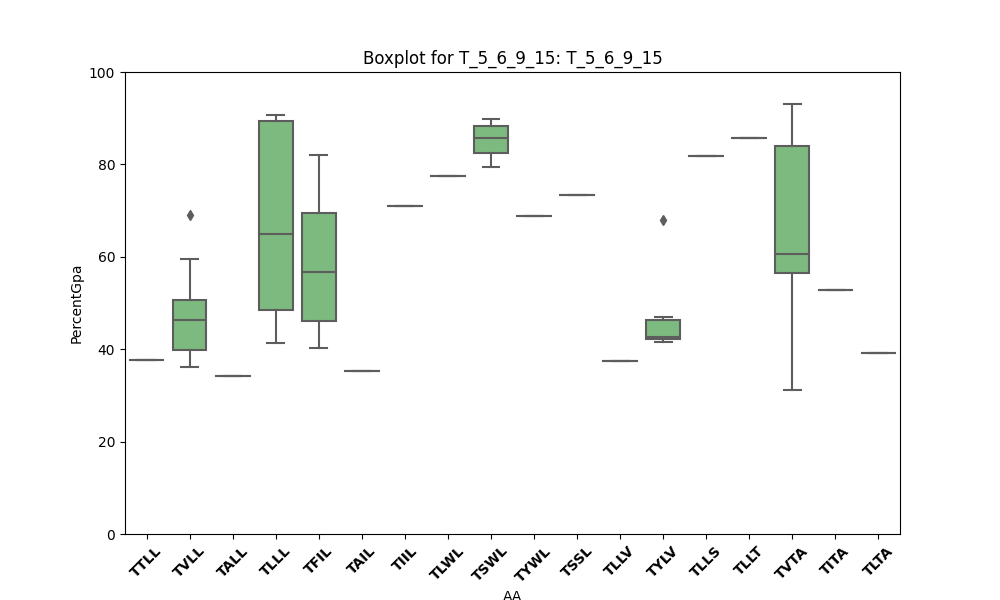 Boxplot for T_5_6_9_15: T_5_6_9_15
PercentGpa
100
80
60
40
20
0
TTLL TVLL TALL TLLL TFIL TAIL TIIL TLWL TSWL TYWL TSSL TLLV TYLV TLLS TLLT TVTA TITA TLTA
AA